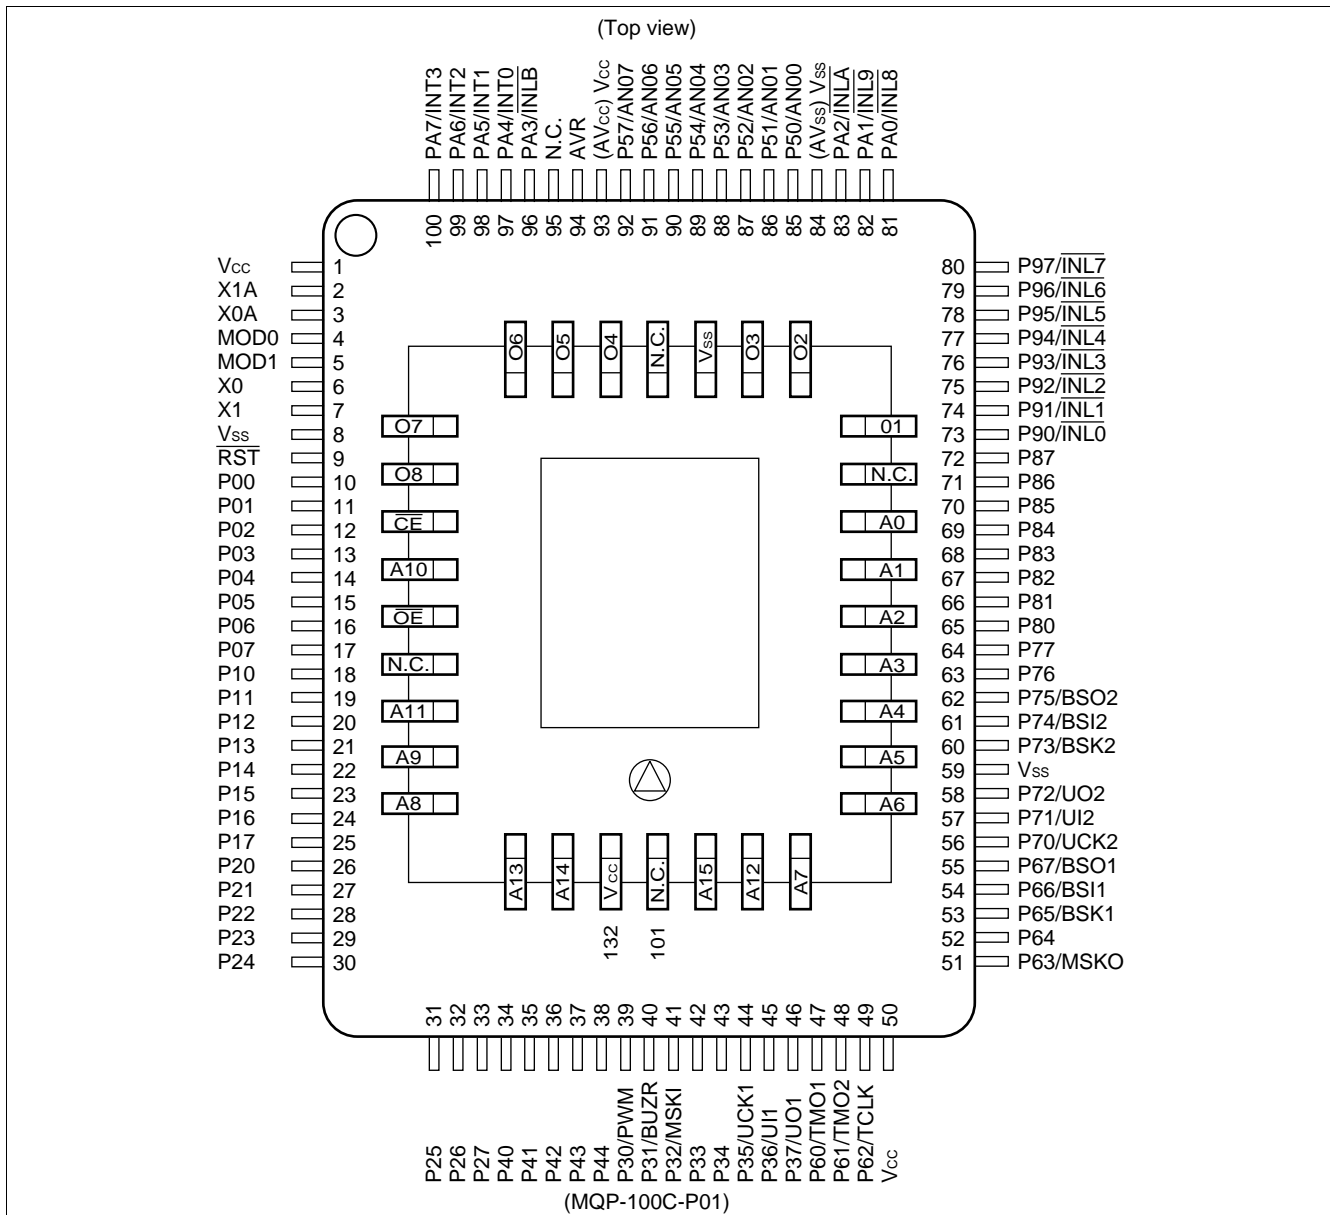 (Top view)
PA7/INT3
PA6/INT2
PA5/INT1
PA4/INT0
PA3/INLB
N.C.
AVR
(AVcc) Vcc
P57/AN07
P56/AN06
P55/AN05
P54/AN04
P53/AN03
P52/AN02
P51/AN01
P50/AN00
(AVss) Vss
PA2/INLA
PA1/INL9
PA0/INL8
100 99 98 97 96 95 94 93 92 91 90 89 88 87 86 85 84 83 82 81
Vcc 1
X1A 2
X0A 3
MOD0 4
MOD1 5
X0 6
X1 7
Vss 8
RST 9
P00 10
P01 11
P02 12
P03 13
P04 14
P05 15
P06 16
P07 17
P10 18
P11 19
P12 20
P13 21
P14 22
P15 23
P16 24
P17 25
P20 26
P21 27
P22 28
P23 29
P24 30
O6 O5 O4 N.C. Vss O3 O2
O7
O8
CE
A10
OE
N.C.
A11
A9
A8
01
N.C.
A0
A1
A2
A3
A4
A5
A6
A13 A14 Vcc N.C. A15 A12 A7
132 101
80 P97/INL7
79 P96/INL6
78 P95/INL5
77 P94/INL4
76 P93/INL3
75 P92/INL2
74 P91/INL1
73 P90/INL0
72 P87
71 P86
70 P85
69 P84
68 P83
67 P82
66 P81
65 P80
64 P77
63 P76
62 P75/BSO2
61 P74/BSI2
60 P73/BSK2
59 Vss
58 P72/UO2
57 P71/UI2
56 P70/UCK2
55 P67/BSO1
54 P66/BSI1
53 P65/BSK1
52 P64
51 P63/MSKO
31 32 33 34 35 36 37 38 39 40 41 42 43 44 45 46 47 48 49 50
P25
P26
P27
P40
P41
P42
P43
P44
P30/PWM
P31/BUZR
P32/MSKI
P33
P34
P35/UCK1
P36/UI1
P37/UO1
P60/TMO1
P61/TMO2
P62/TCLK
Vcc
(MQP-100C-P01)